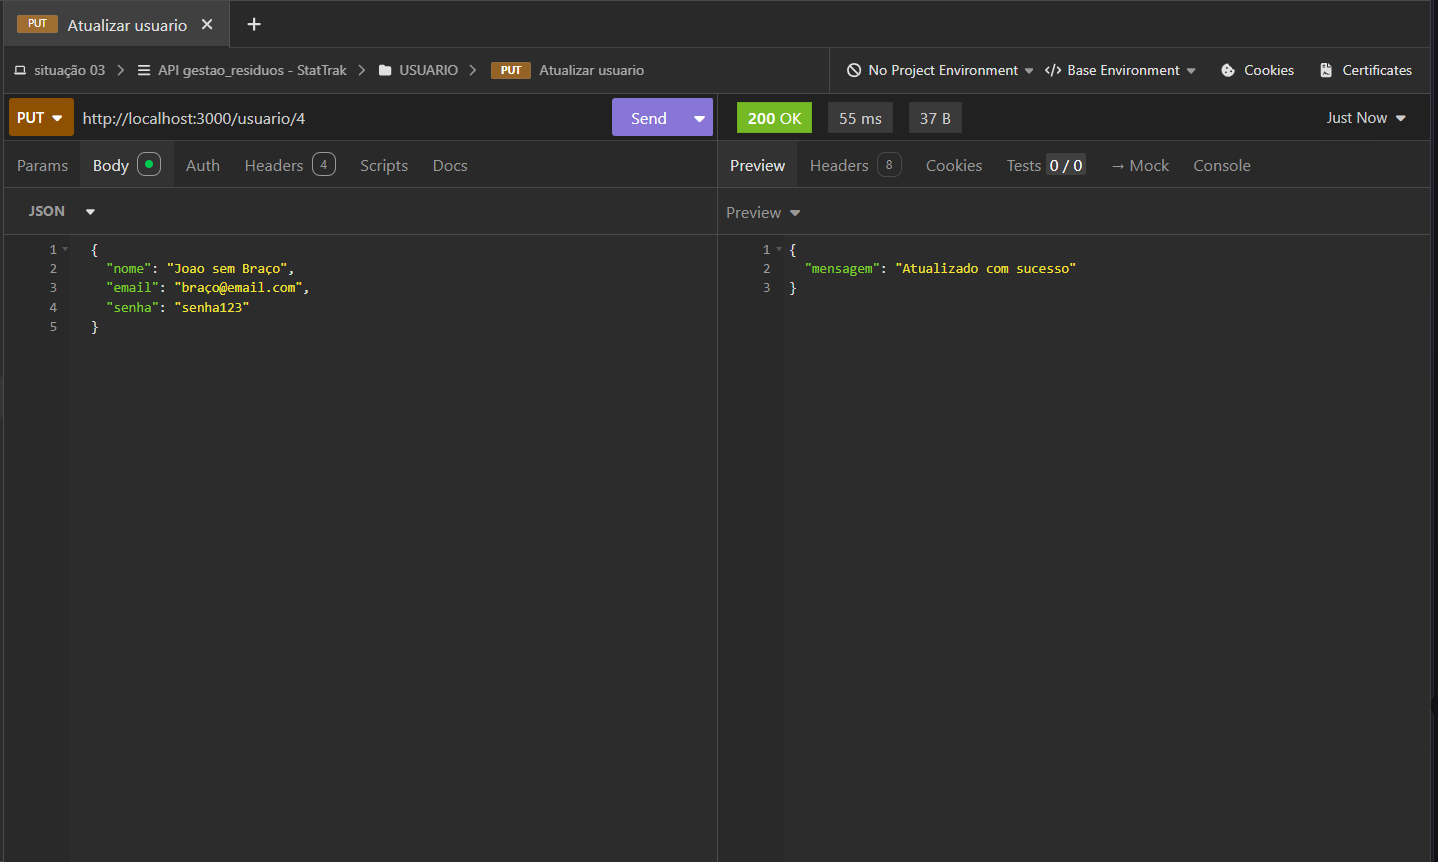 PUT Atualizar usuario × +
situação 03 > API gestao_residuos - StatTrak > USUARIO > PUT Atualizar usuario
No Project Environment </> Base Environment Cookies Certificates
PUT http://localhost:3000/usuario/4 Send
200 OK 55 ms 37 B Just Now
Params Body Auth Headers 4 Scripts Docs
Preview Headers 8 Cookies Tests 0 / 0 → Mock Console
JSON
Preview
1 {
2 "nome": "Joao sem Braço",
3 "email": "braço@email.com",
4 "senha": "senha123"
5 }
1 {
2 "mensagem": "Atualizado com sucesso"
3 }